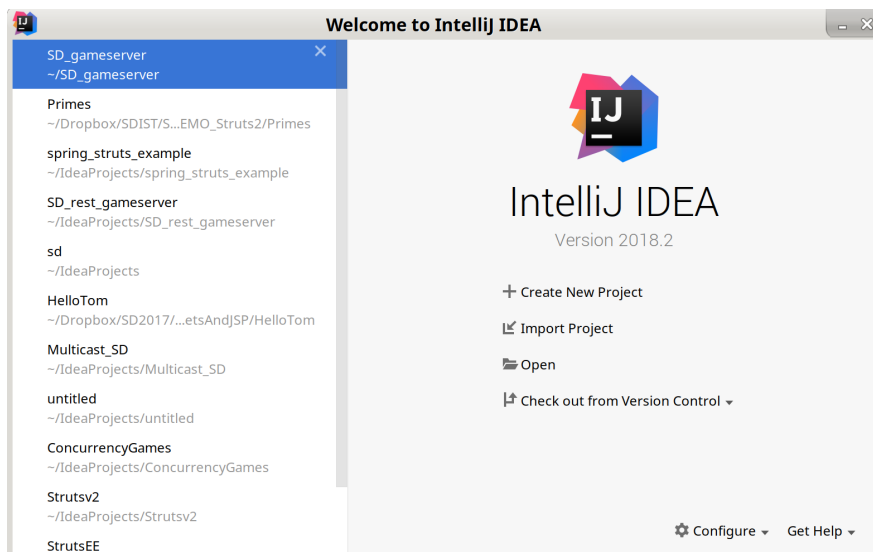 Welcome to IntelliJ IDEA
SD_gameserver
~/SD_gameserver
Primes
~/Dropbox/SDIST/S...EMO_Struts2/Primes
spring_struts_example
~/IdeaProjects/spring_struts_example
SD_rest_gameserver
~/IdeaProjects/SD_rest_gameserver
sd
~/IdeaProjects
HelloTom
~/Dropbox/SD2017/...etsAndJSP/HelloTom
Multicast_SD
~/IdeaProjects/Multicast_SD
untitled
~/IdeaProjects/untitled
ConcurrencyGames
~/IdeaProjects/ConcurrencyGames
Strutsv2
~/IdeaProjects/Strutsv2
StrutsEE
IJ
IntelliJ IDEA
Version 2018.2
Create New Project
Import Project
Open
Check out from Version Control
Configure
Get Help